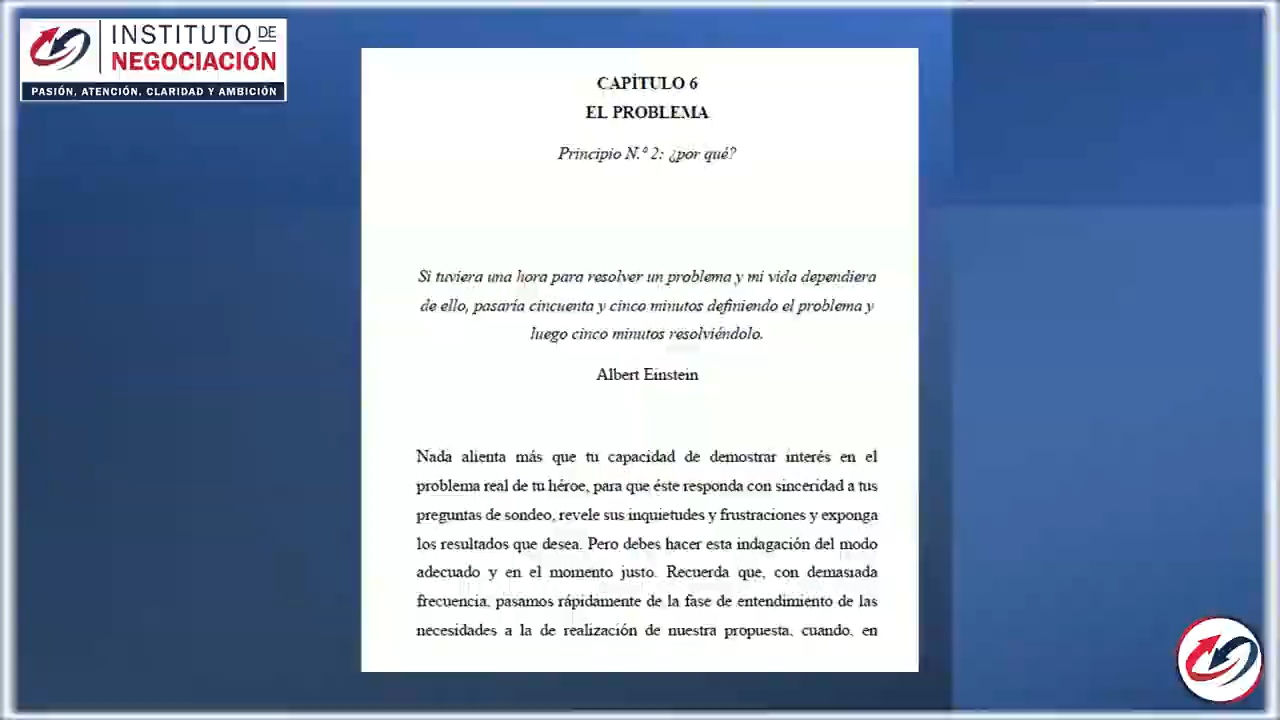 INSTITUTO DE
NEGOCIACIÓN
PASIÓN, ATENCIÓN, CLARIDAD Y AMBICIÓN
CAPÍTULO 6
EL PROBLEMA
Principio N.º 2: ¿por qué?
Si tuviera una hora para resolver un problema y mi vida dependiera
de ello, pasaría cincuenta y cinco minutos definiendo el problema y
luego cinco minutos resolviéndolo.
Albert Einstein
Nada alienta más que tu capacidad de demostrar interés en el
problema real de tu héroe, para que éste responda con sinceridad a tus
preguntas de sondeo, revele sus inquietudes y frustraciones y exponga
los resultados que desea. Pero debes hacer esta indagación del modo
adecuado y en el momento justo. Recuerda que, con demasiada
frecuencia, pasamos rápidamente de la fase de entendimiento de las
necesidades a la de realización de nuestra propuesta, cuando, en